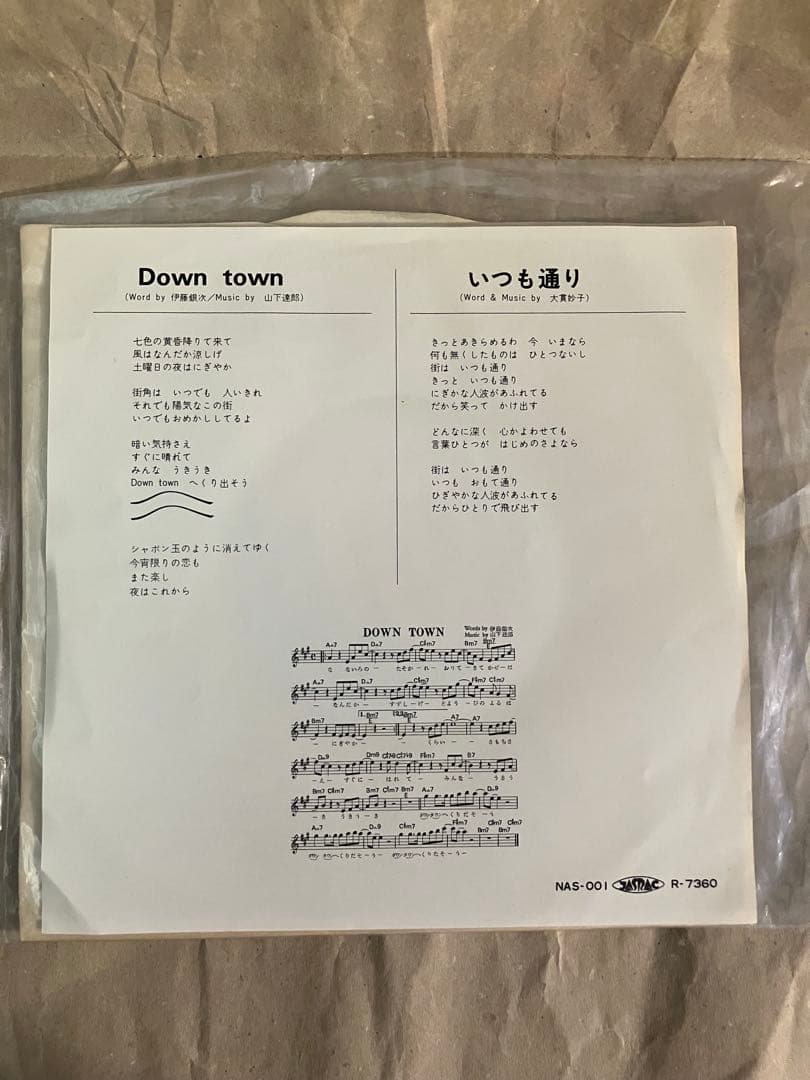 Down town
(Word by 伊藤銀次/Music by 山下達郎)
七色の黄昏降りて来て
風はなんだか涼しげ
土曜日の夜はにぎやか
街角は いつでも 人いきれ
それでも陽気なこの街
いつでもおめかししてるよ
暗い気持さえ
すぐに晴れて
みんな うきうき
Down town へくり出そう
シャボン玉のように消えてゆく
今宵限りの恋も
また楽し
夜はこれから
いつも通り
(Word & Music by 大貫妙子)
きっとあきらめるわ 今 いまなら
何も無くしたものは ひとつないし
街は いつも通り
きっと いつも通り
にぎやかな人波があふれてる
だから笑って かけ出す
どんなに深く 心かよわせても
言葉ひとつが はじめのさよなら
街は いつも通り
いつも おもて通り
ひぎやかな人波があふれてる
だからひとりで飛び出す
DOWN TOWN
Words by 伊藤銀次
Music by 山下達郎
NAS-001 JASRAC R-7360